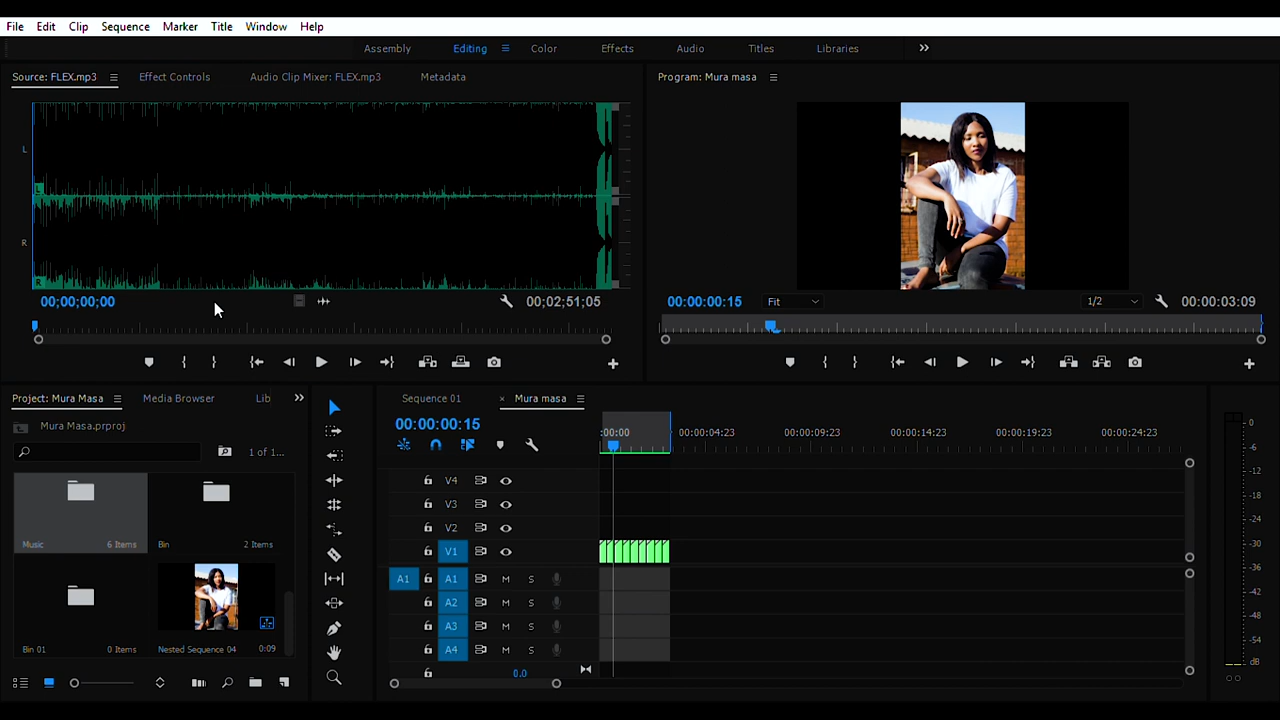 File Edit Clip Sequence Marker Title Window Help
Assembly Editing Color Effects Audio Titles Libraries
Source: FLEX.mp3 Effect Controls Audio Clip Mixer: FLEX.mp3 Metadata
Program: Mura masa
L
L
R
R
00;00;00;00 00;02;51;05
00:00:00:15 Fit 1/2 00:00:03:09
Project: Mura Masa Media Browser Lib
Mura Masa.prproj
1 of 1...
Music 6 Items Bin 2 Items
Bin 01 0 Items Nested Sequence 04 0:09
Sequence 01 × Mura masa
00:00:00:15
:00:00 00:00:04:23 00:00:09:23 00:00:14:23 00:00:19:23 00:00:24:23
V4
V3
V2
V1
A1 A1 M S
A2 M S
A3 M S
A4 M S
0.0
0
-6
-12
-18
-24
-30
-36
-42
-48
-54
dB